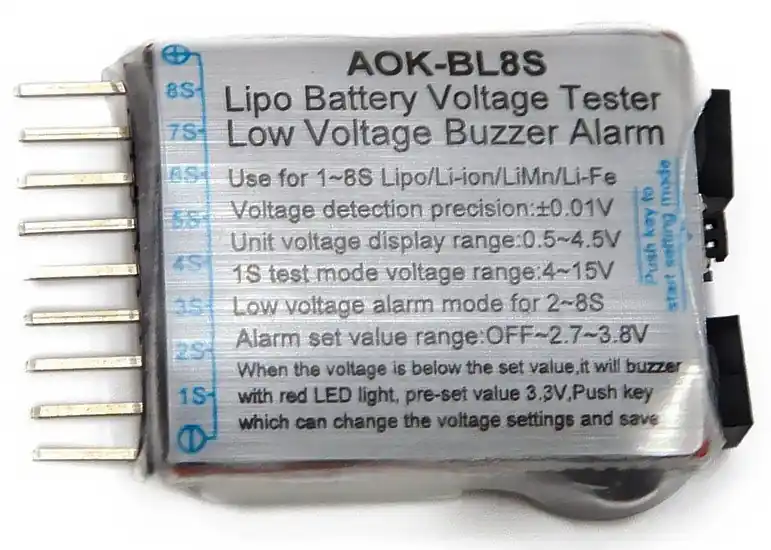 AOK-BL8S
Lipo Battery Voltage Tester
Low Voltage Buzzer Alarm
Use for 1~8S Lipo/Li-ion/LiMn/Li-Fe
Voltage detection precision:±0.01V
Unit voltage display range:0.5~4.5V
1S test mode voltage range:4~15V
Low voltage alarm mode for 2~8S
Alarm set value range:OFF~2.7~3.8V
When the voltage is below the set value,it will buzzer
with red LED light, pre-set value 3.3V,Push key
which can change the voltage settings and save
8S
7S
6S
5S
4S
3S
2S
1S
Push key to
start setting mode